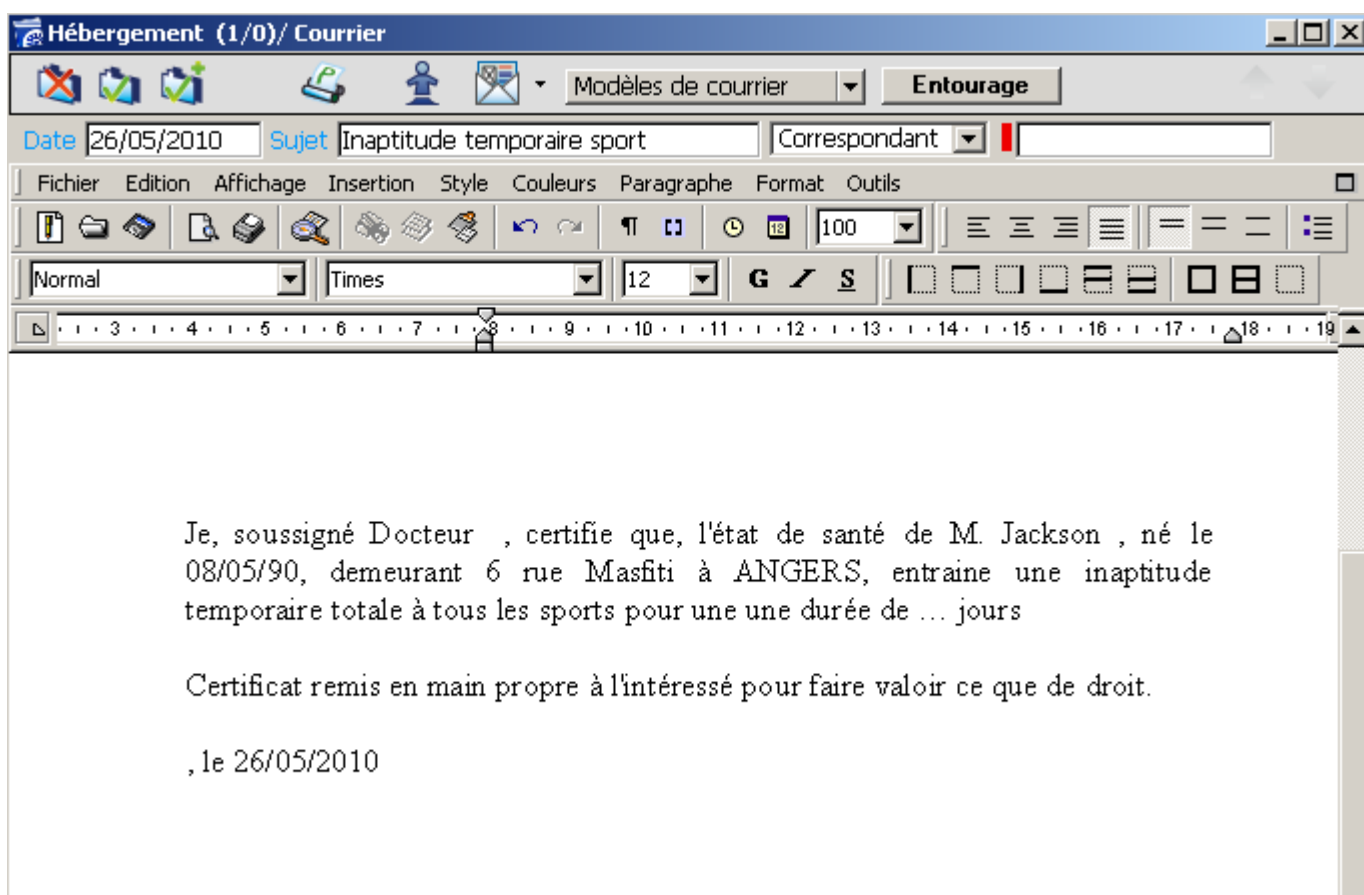 Hébergement (1/0)/ Courrier
Modèles de courrier Entourage
Date 26/05/2010 Sujet Inaptitude temporaire sport Correspondant
Fichier Edition Affichage Insertion Style Couleurs Paragraphe Format Outils
12 100
Normal Times 12 G I S
3 4 5 6 7 8 9 10 11 12 13 14 15 16 17 18 19
Je, soussigné Docteur , certifie que, l'état de santé de M. Jackson , né le
08/05/90, demeurant 6 rue Masfiti à ANGERS, entraine une inaptitude
temporaire totale à tous les sports pour une une durée de ... jours
Certificat remis en main propre à l'intéressé pour faire valoir ce que de droit.
, le 26/05/2010